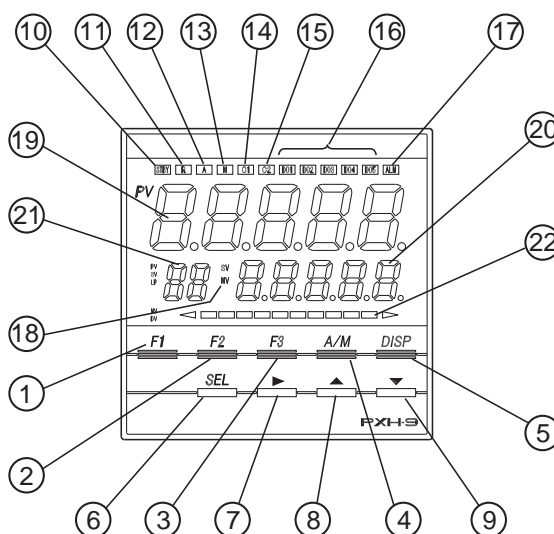 10 11 12 13 14 15 16 17
STBY R A M C1 C2 DO1 DO2 DO3 DO4 DO5 ALM
19 20
PV
21 22
PV
SV
LP
SV
MV
MV
DV
18
F1 F2 F3 A/M DISP
1
SEL
PXH-9
2 5
6 3 7 8 4 9